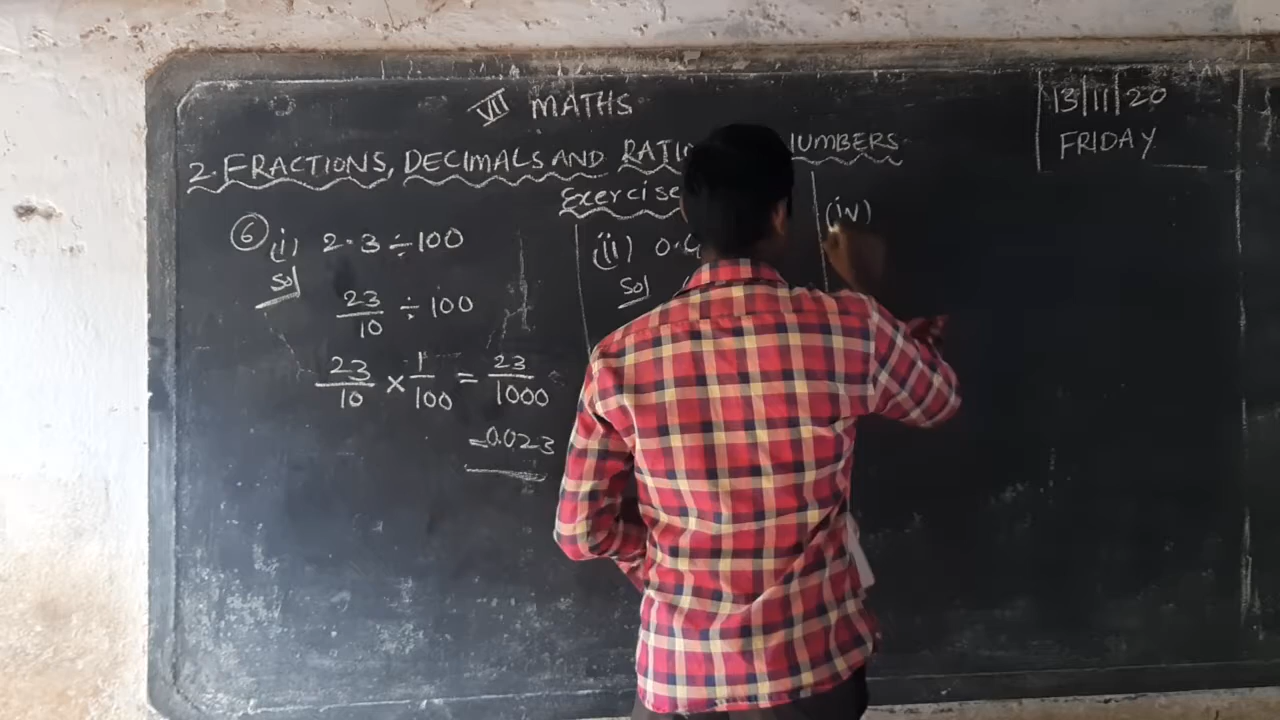 VII MATHS
13/11/20
FRIDAY
2. FRACTIONS, DECIMALS AND NUMBERS
Exercise
6 (i) 2.3 ÷ 100
Sol
23/10 ÷ 100
23/10 × 1/100 = 23/1000
= 0.023
(ii)
Sol
(iv)